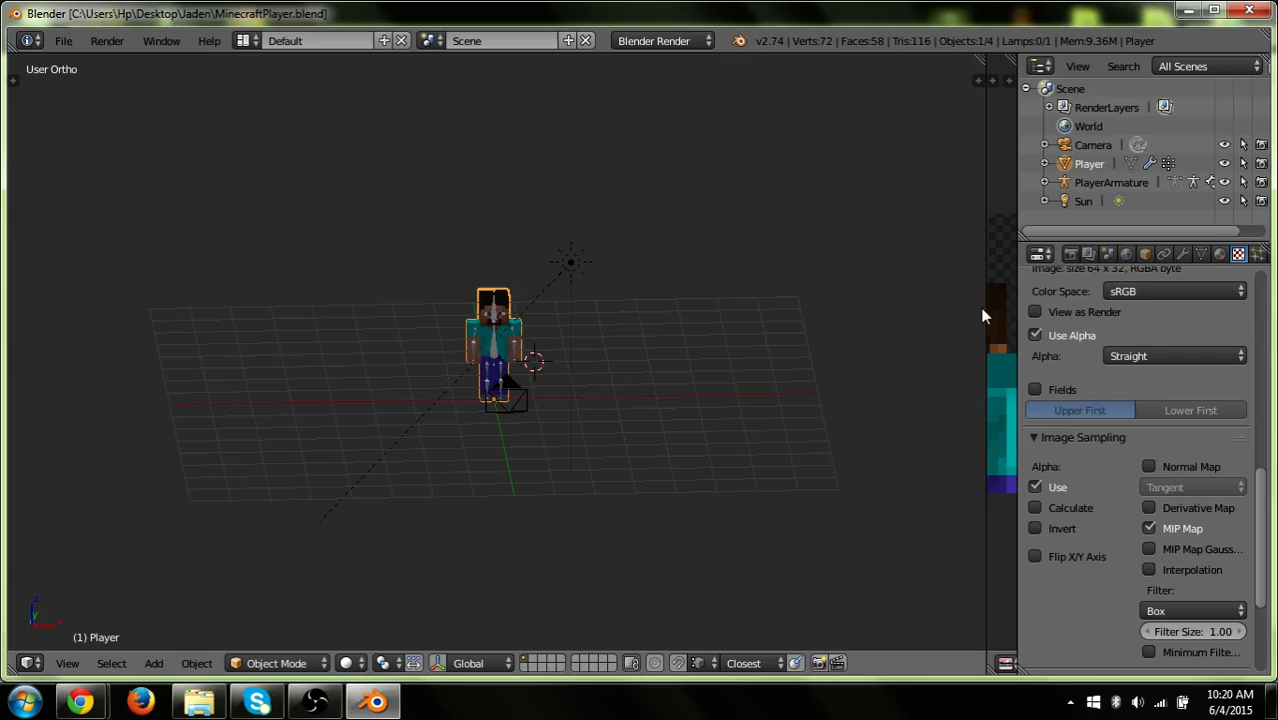 Blender [C:\Users\Hp\Desktop\Jaden\MinecraftPlayer.blend]
File Render Window Help Default Scene Blender Render v2.74 | Verts:72 | Faces:58 | Tris:116 | Objects:1/4 | Lamps:0/1 | Mem:9.36M | Player
User Ortho
View Search All Scenes
Scene
RenderLayers
World
Camera
Player
PlayerArmature
Sun
Image: size 64 x 32, RGBA byte
Color Space: sRGB
View as Render
Use Alpha
Alpha: Straight
Fields
Upper First Lower First
Image Sampling
Alpha: Normal Map
Use Tangent
Calculate Derivative Map
Invert MIP Map
MIP Map Gauss...
Flip X/Y Axis Interpolation
Filter:
Box
Filter Size: 1.00
Minimum Filte...
z
y
x
(1) Player
View Select Add Object Object Mode Global Closest
10:20 AM
6/4/2015